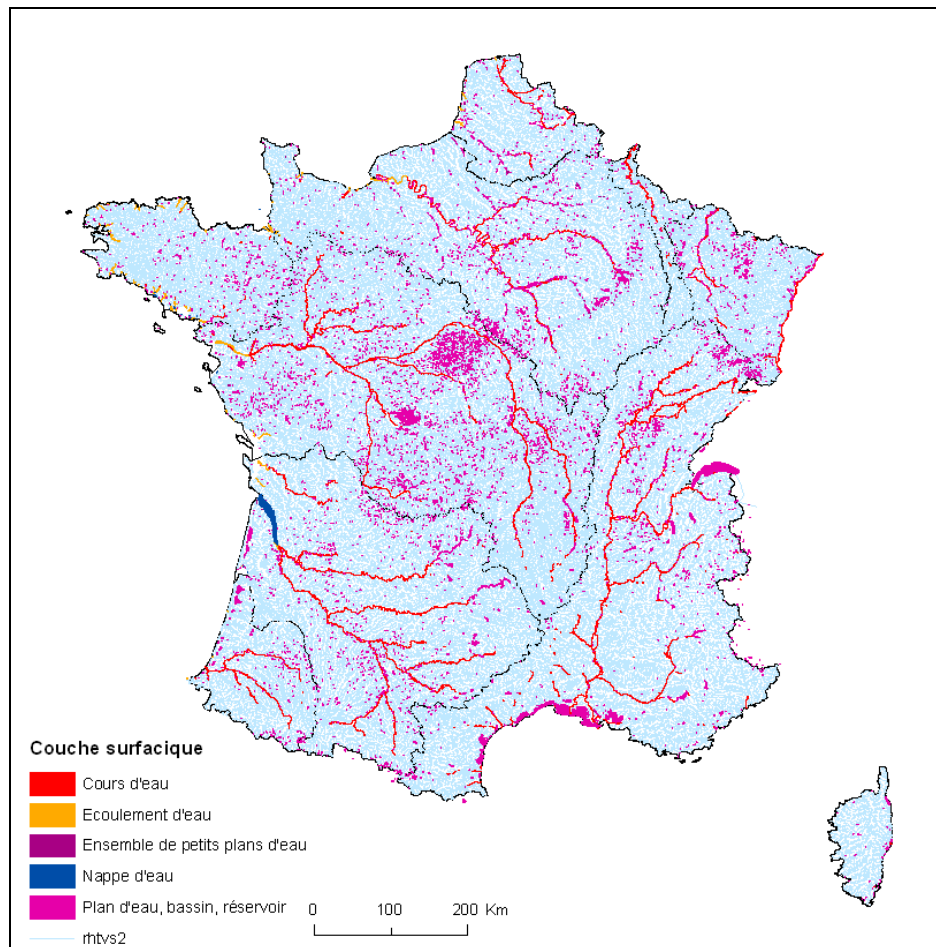 Couche surfacique
Cours d'eau
Ecoulement d'eau
Ensemble de petits plans d'eau
Nappe d'eau
Plan d'eau, bassin, réservoir
rhtvs2
0 100 200 Km